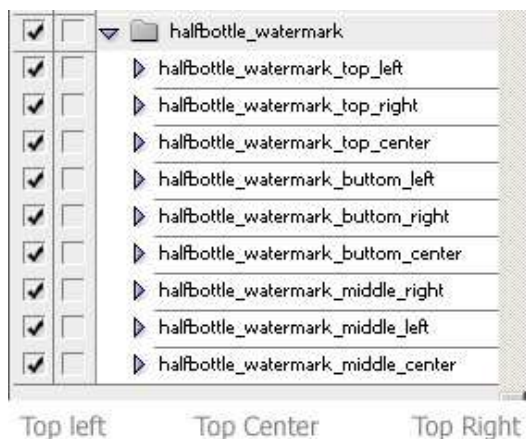 halfbottle_watermark
halfbottle_watermark_top_left
halfbottle_watermark_top_right
halfbottle_watermark_top_center
halfbottle_watermark_buttom_left
halfbottle_watermark_buttom_right
halfbottle_watermark_buttom_center
halfbottle_watermark_middle_right
halfbottle_watermark_middle_left
halfbottle_watermark_middle_center
Top left Top Center Top Right